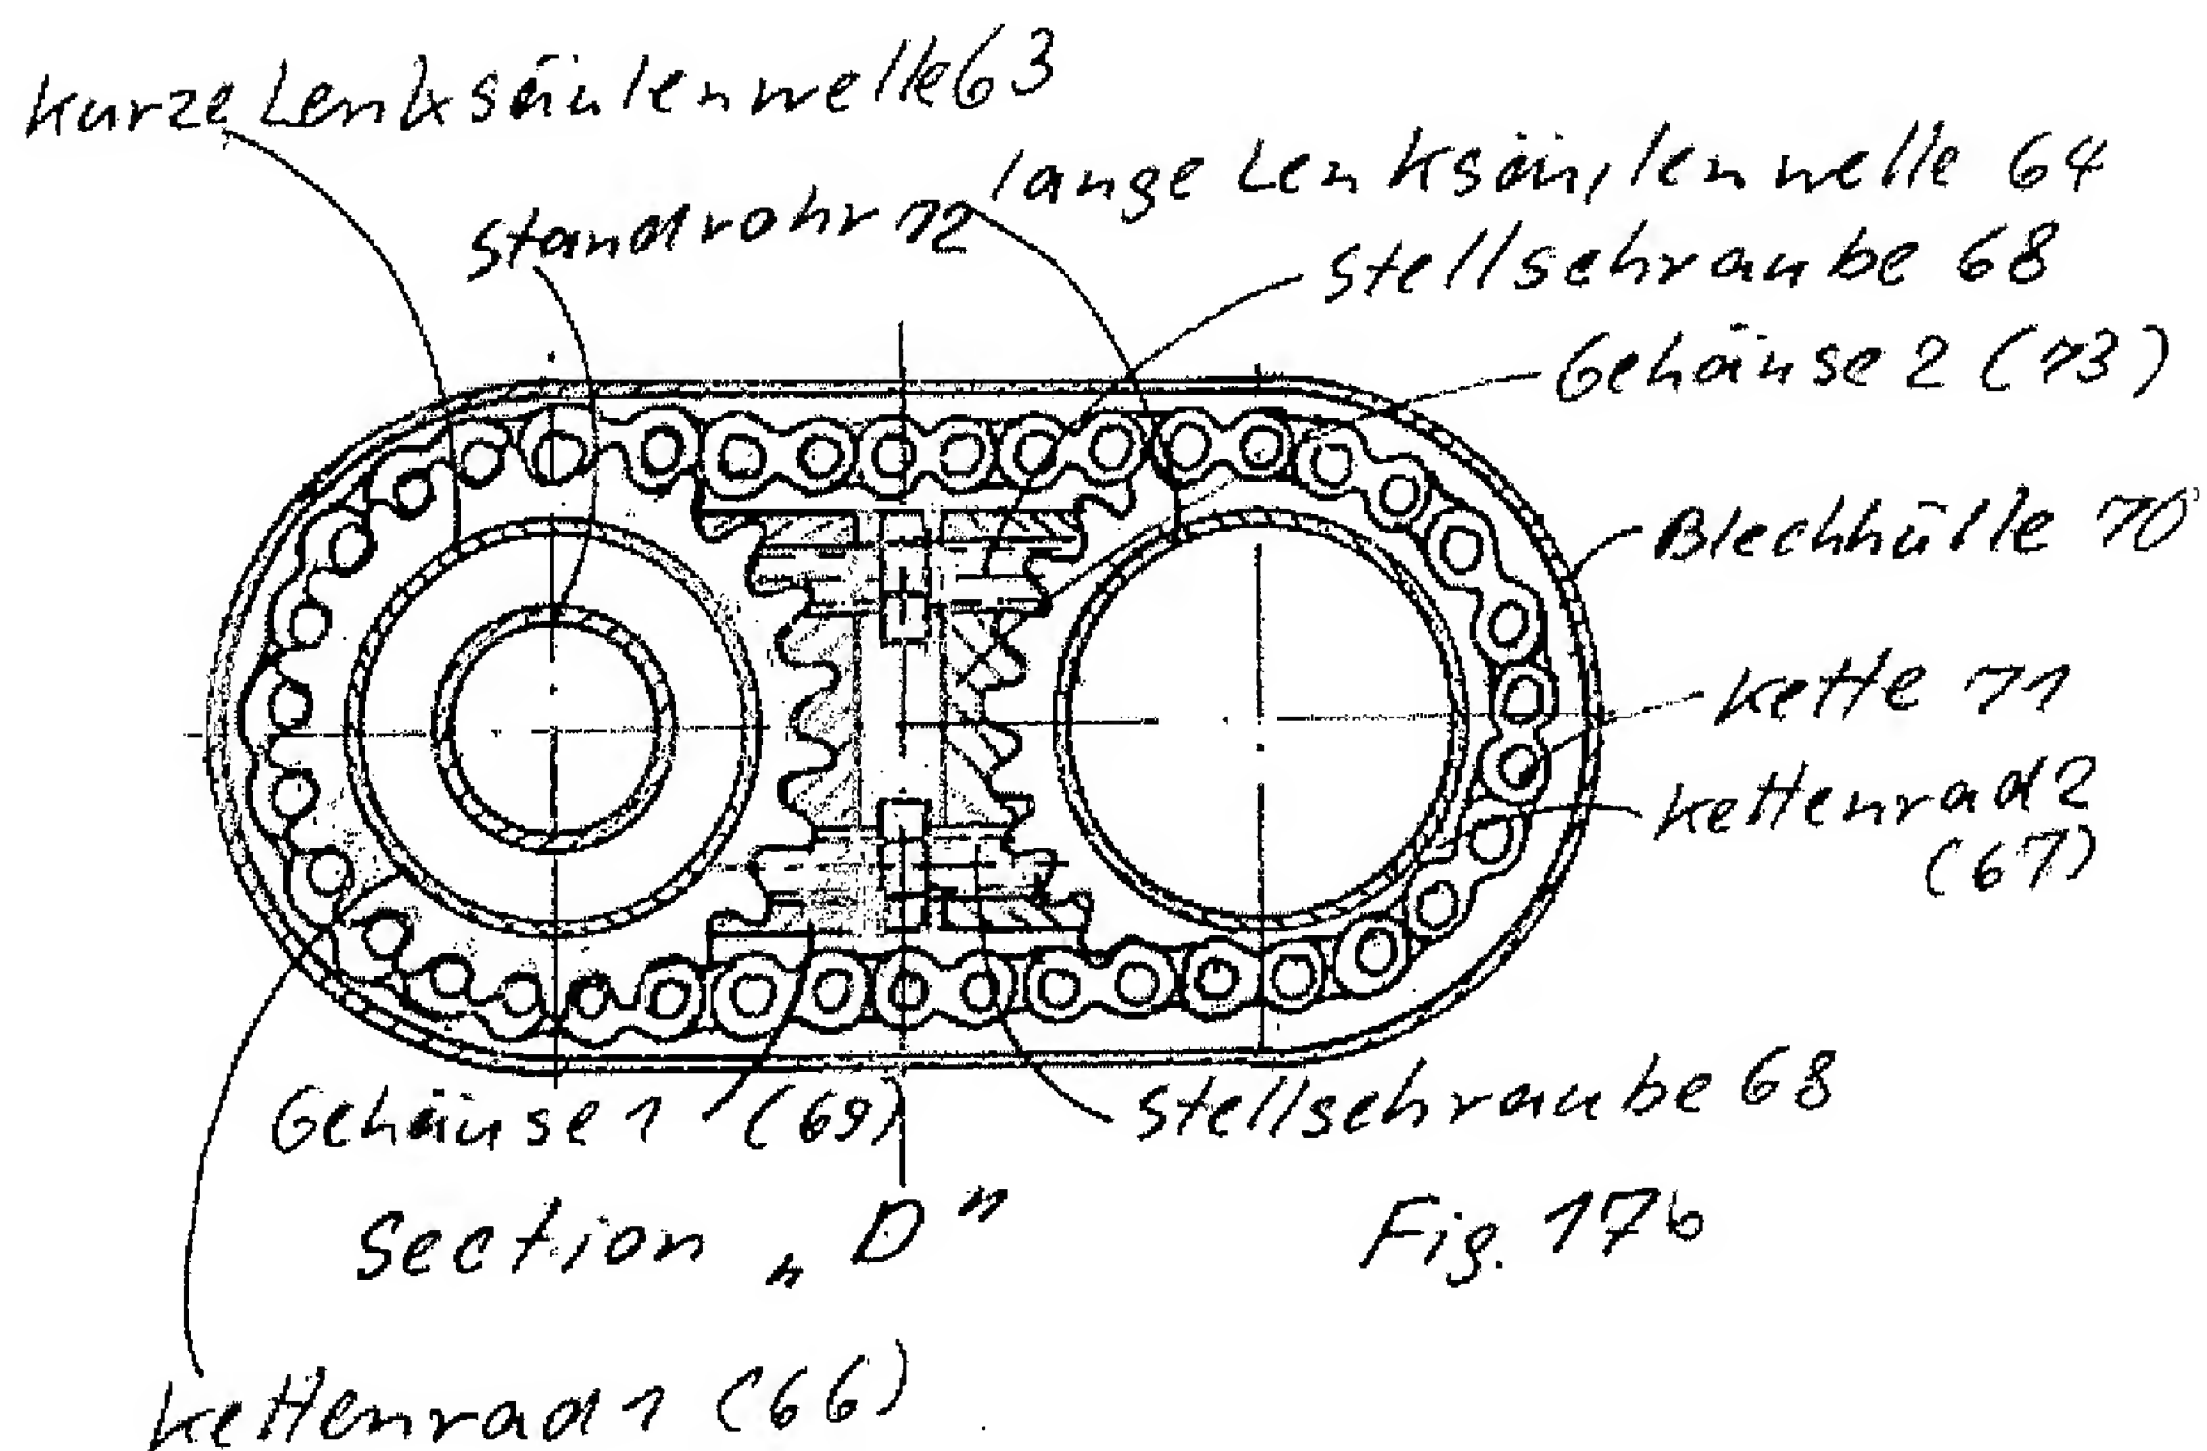 kurze Lenksäulenwelle 63
lange Lenksäulenwelle 64
Standrohr 72
Stellschraube 68
Gehäuse 2 (73)
Blechhülle 70
Kette 71
Kettenrad 2
(67)
Gehäuse 1 (69)
Stellschraube 68
Section „D"
Fig. 17b
Kettenrad 1 (66)